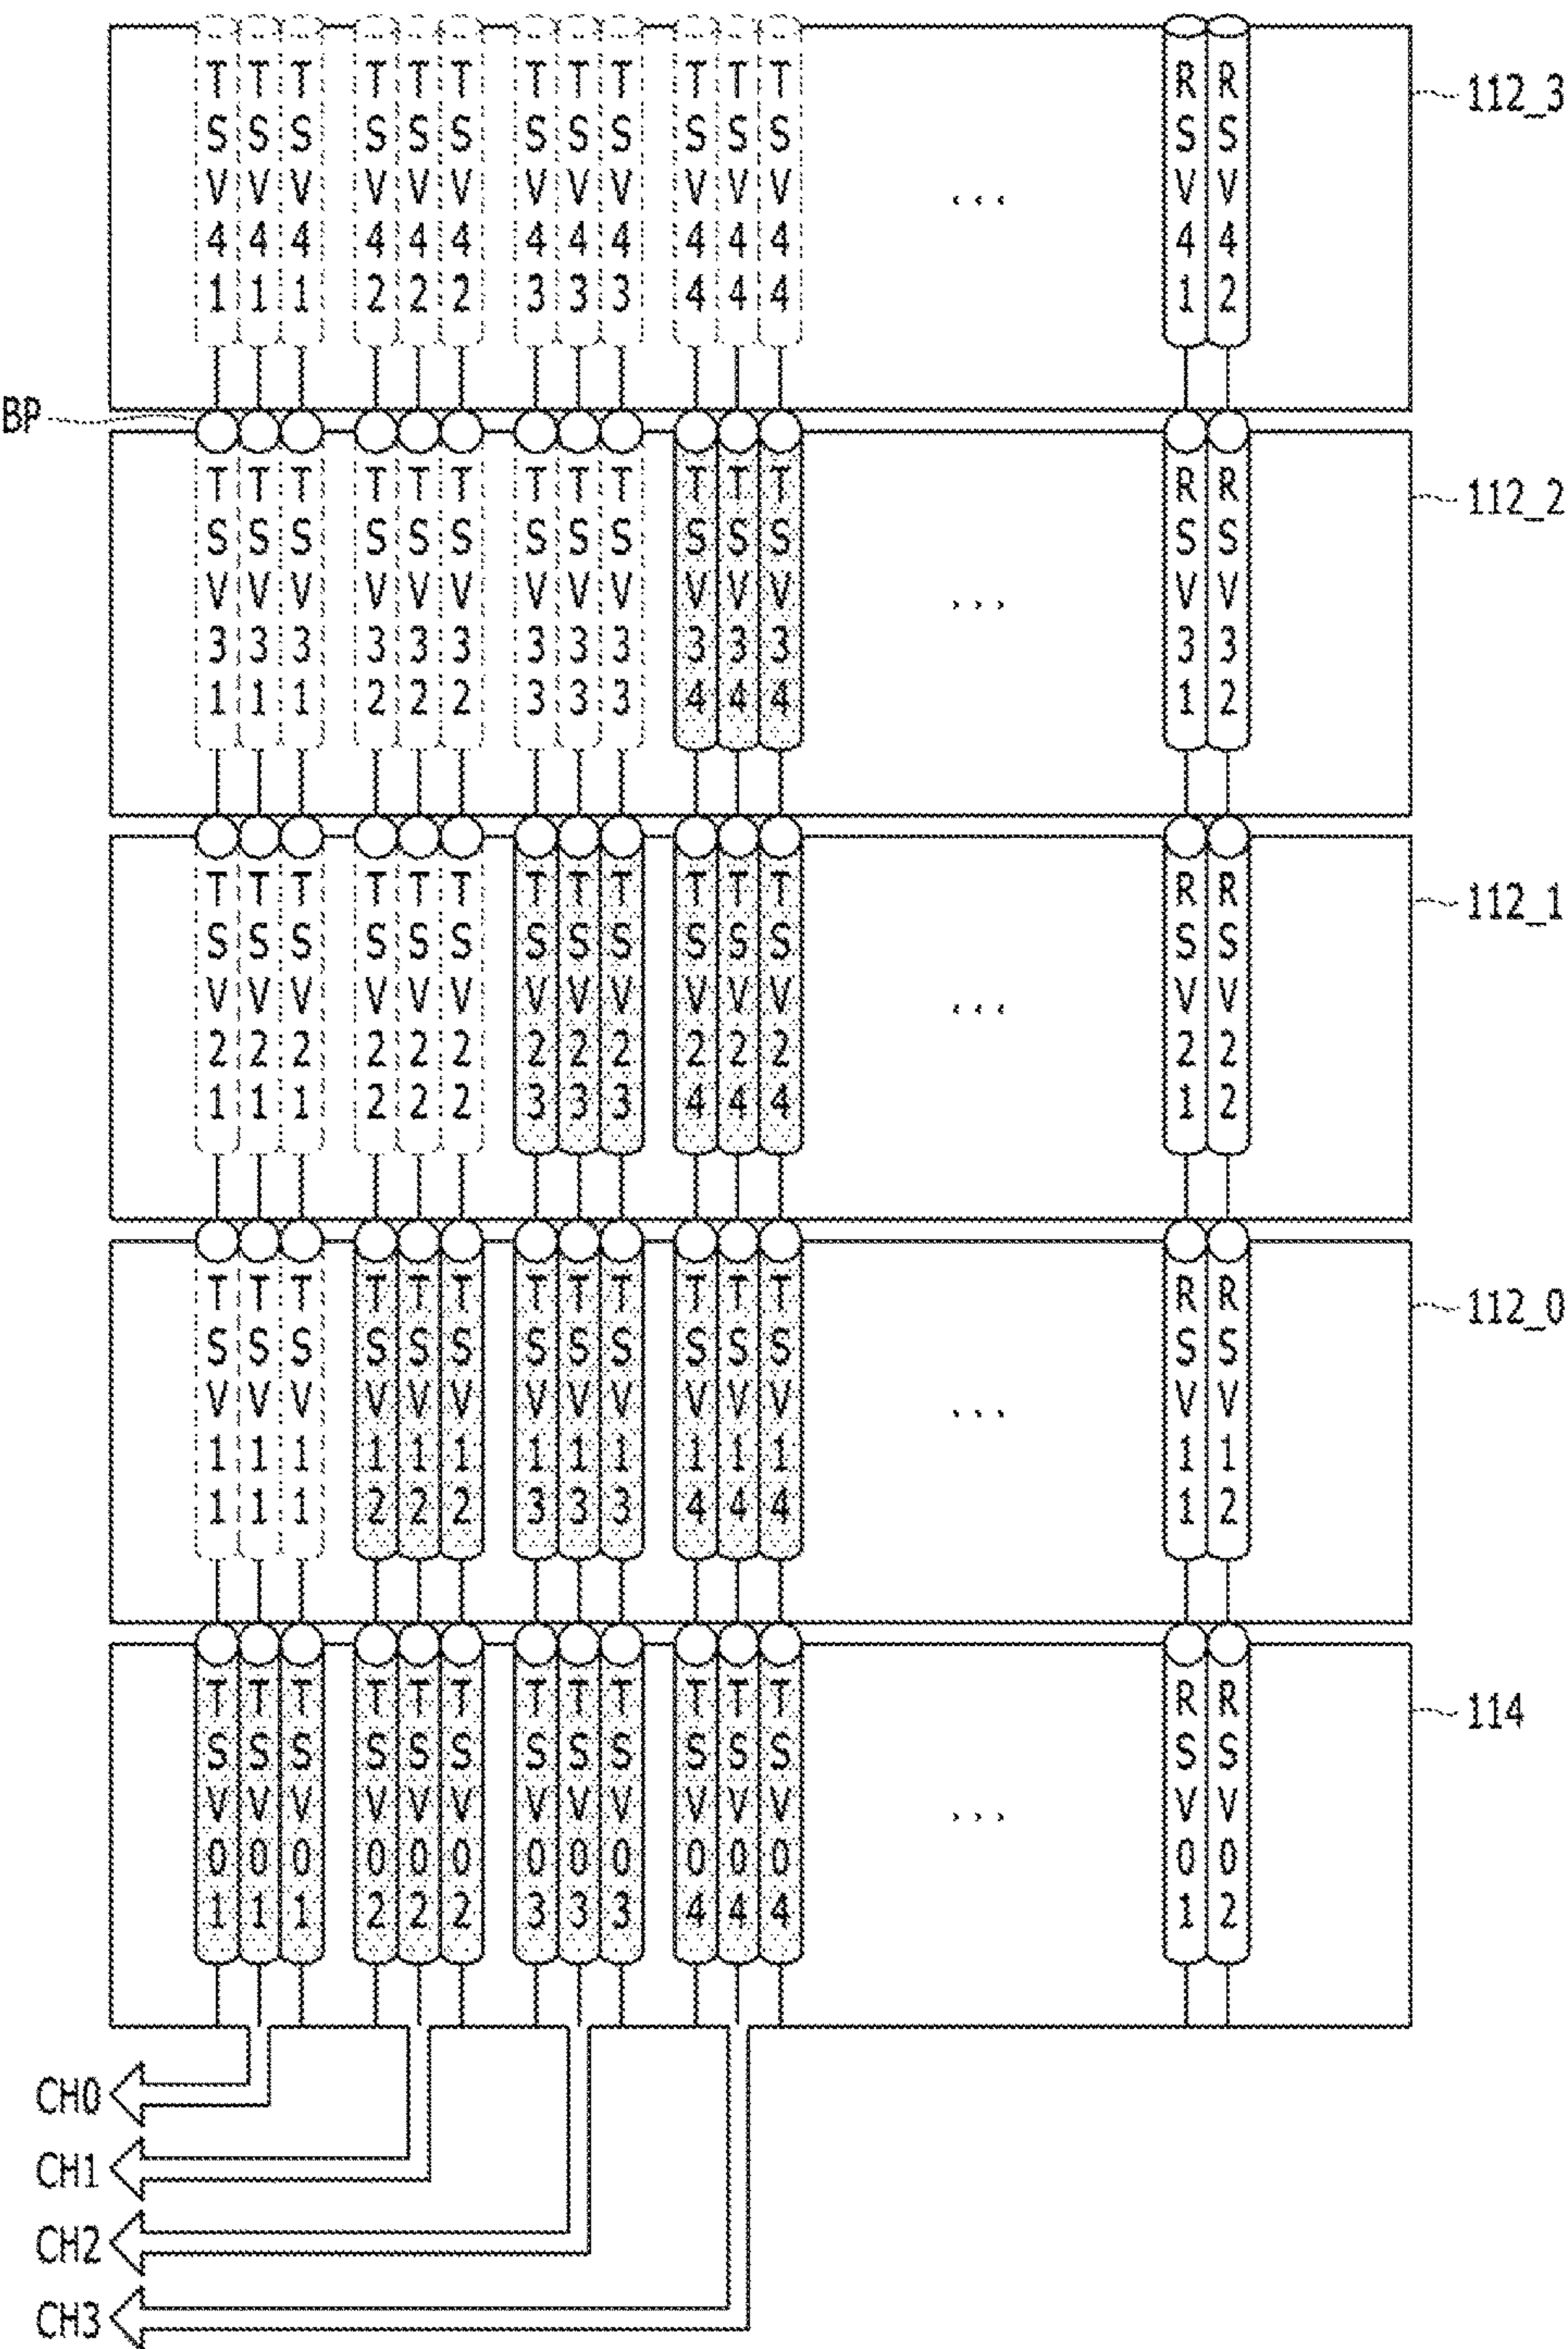 TSV41 TSV41 TSV41 TSV42 TSV42 TSV42 TSV43 TSV43 TSV43 TSV44 TSV44 TSV44 ... RSV41 RSV42
112_3
BP
TSV31 TSV31 TSV31 TSV32 TSV32 TSV32 TSV33 TSV33 TSV33 TSV34 TSV34 TSV34 ... RSV31 RSV32
112_2
TSV21 TSV21 TSV21 TSV22 TSV22 TSV22 TSV23 TSV23 TSV23 TSV24 TSV24 TSV24 ... RSV21 RSV22
112_1
TSV11 TSV11 TSV11 TSV12 TSV12 TSV12 TSV13 TSV13 TSV13 TSV14 TSV14 TSV14 ... RSV11 RSV12
112_0
TSV01 TSV01 TSV01 TSV02 TSV02 TSV02 TSV03 TSV03 TSV03 TSV04 TSV04 TSV04 ... RSV01 RSV02
114
CH0
CH1
CH2
CH3